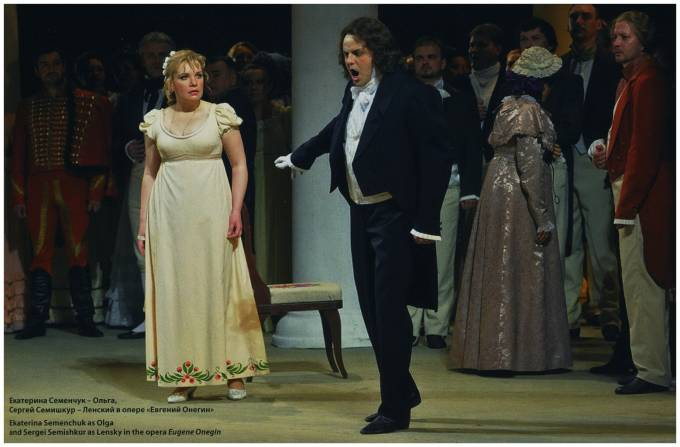 Екатерина Семенчук – Ольга,
Сергей Семишкур – Ленский в опере «Евгений Онегин»
Ekaterina Semenchuk as Olga
and Sergei Semishkur as Lensky in the opera Eugene Onegin